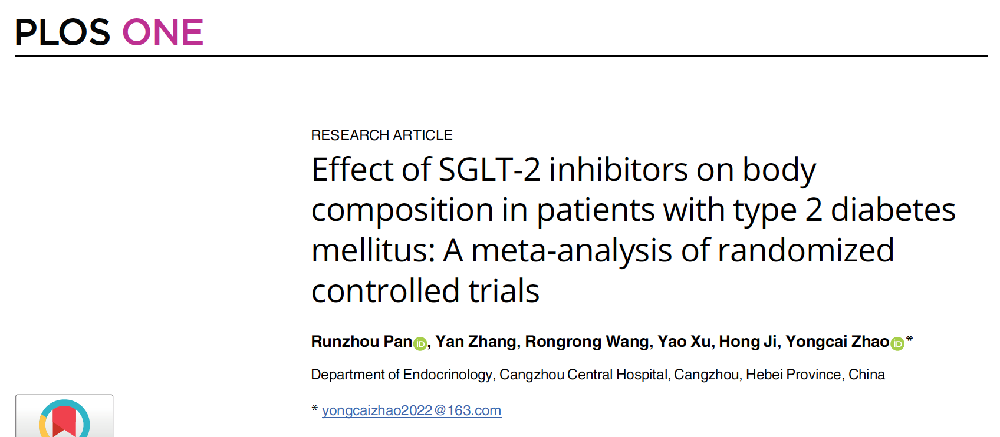 PLOS ONE
RESEARCH ARTICLE
Effect of SGLT-2 inhibitors on body
composition in patients with type 2 diabetes
mellitus: A meta-analysis of randomized
controlled trials
Runzhou Pan iD, Yan Zhang, Rongrong Wang, Yao Xu, Hong Ji, Yongcai Zhao iD *
Department of Endocrinology, Cangzhou Central Hospital, Cangzhou, Hebei Province, China
* yongcaizhao2022@163.com